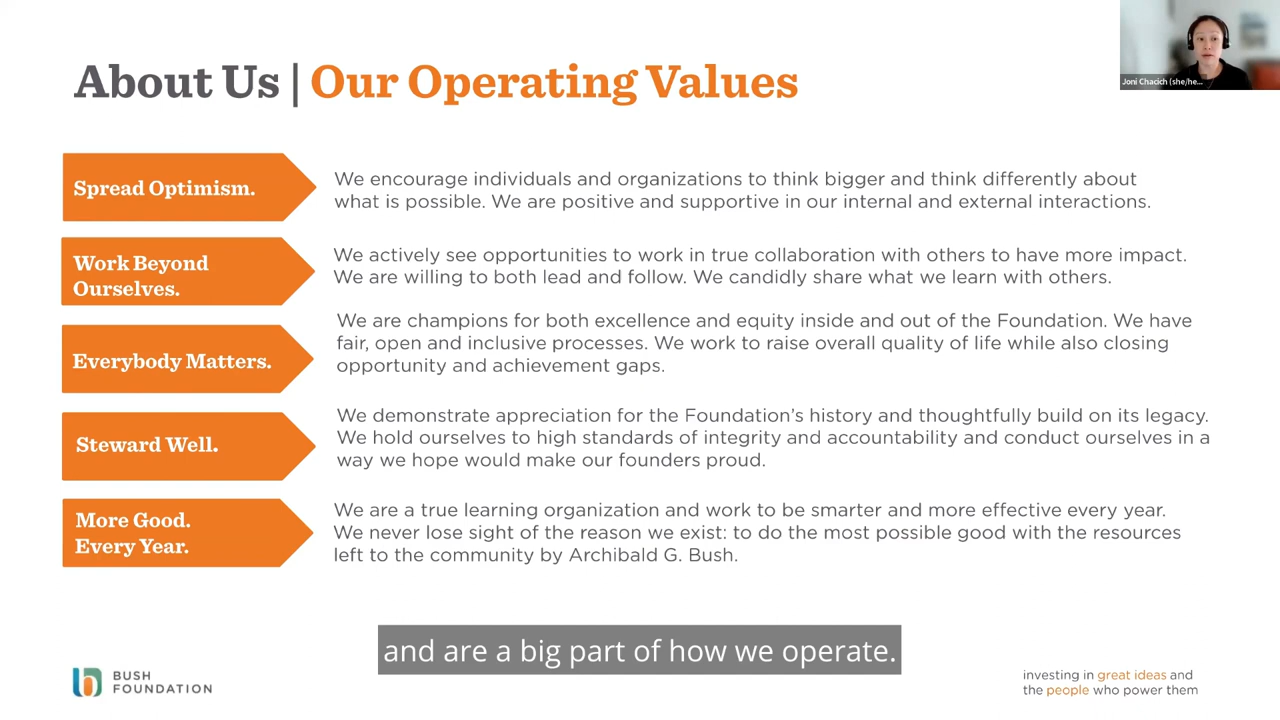 Joni Chacich (she/he...
About Us | Our Operating Values
Spread Optimism.
We encourage individuals and organizations to think bigger and think differently about
what is possible. We are positive and supportive in our internal and external interactions.
Work Beyond
Ourselves.
We actively see opportunities to work in true collaboration with others to have more impact.
We are willing to both lead and follow. We candidly share what we learn with others.
Everybody Matters.
We are champions for both excellence and equity inside and out of the Foundation. We have
fair, open and inclusive processes. We work to raise overall quality of life while also closing
opportunity and achievement gaps.
Steward Well.
We demonstrate appreciation for the Foundation's history and thoughtfully build on its legacy.
We hold ourselves to high standards of integrity and accountability and conduct ourselves in a
way we hope would make our founders proud.
More Good.
Every Year.
We are a true learning organization and work to be smarter and more effective every year.
We never lose sight of the reason we exist: to do the most possible good with the resources
left to the community by Archibald G. Bush.
and are a big part of how we operate.
BUSH
FOUNDATION
investing in great ideas and
the people who power them